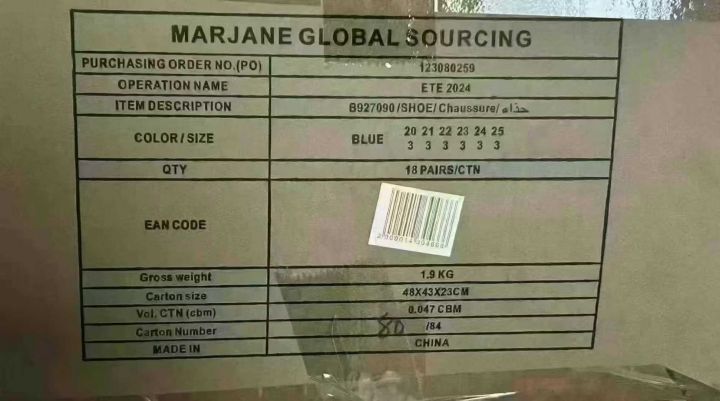 MARJANE GLOBAL SOURCING
PURCHASING ORDER NO.(PO) 123080259
OPERATION NAME ETE 2024
ITEM DESCRIPTION B927090/SHOE/Chaussure/حذاء
COLOR/SIZE BLUE 20 21 22 23 24 25
3 3 3 3 3 3
QTY 18 PAIRS/CTN
EAN CODE
Gross weight 1.9 KG
Carton size 48X43X23CM
Vol. CTN (cbm) 0.047 CBM
Carton Number 80 /84
MADE IN CHINA